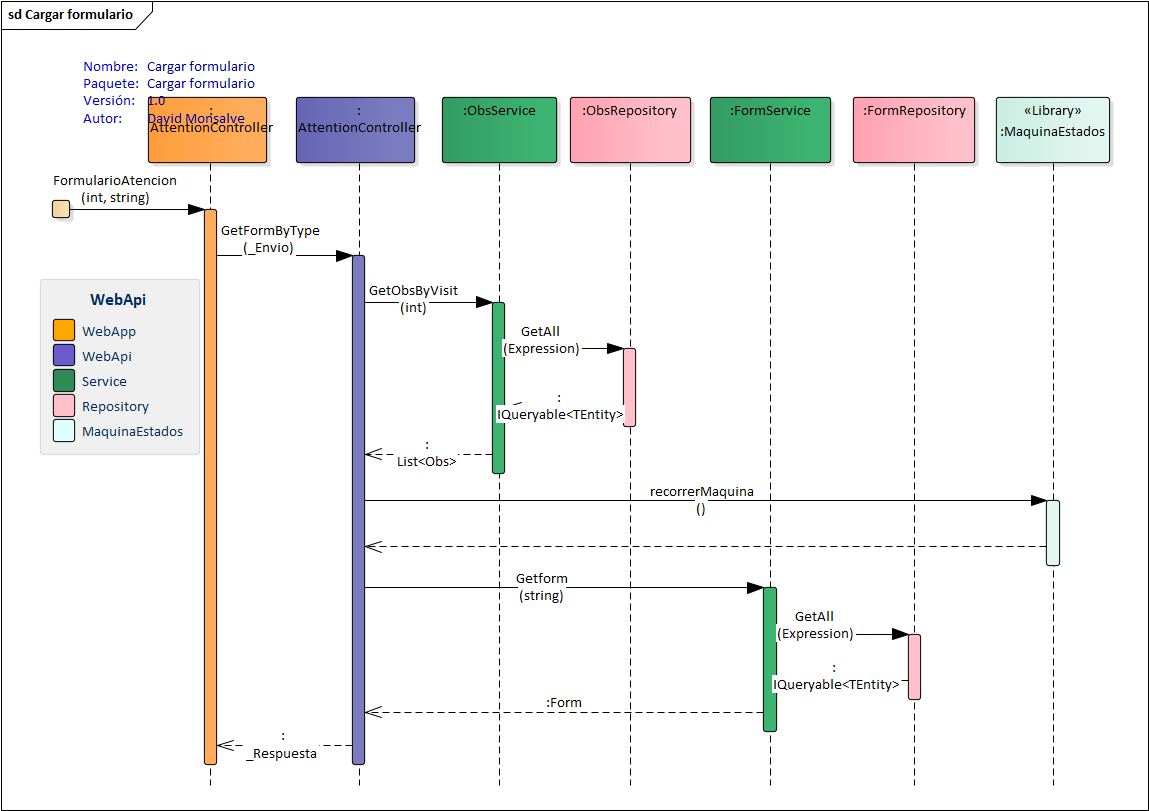 sd Cargar formulario
Nombre: Cargar formulario
Paquete: Cargar formulario
Versión: 1.0
Autor: David Monsalve
:
AttentionController
:
AttentionController
:ObsService
:ObsRepository
:FormService
:FormRepository
«Library»
:MaquinaEstados
FormularioAtencion
(int, string)
GetFormByType
(_Envio)
GetObsByVisit
(int)
GetAll
(Expression)
:
IQueryable<TEntity>
:
List<Obs>
recorrerMaquina
()
Getform
(string)
GetAll
(Expression)
:
IQueryable<TEntity>
:Form
:
_Respuesta
WebApi
WebApp
WebApi
Service
Repository
MaquinaEstados